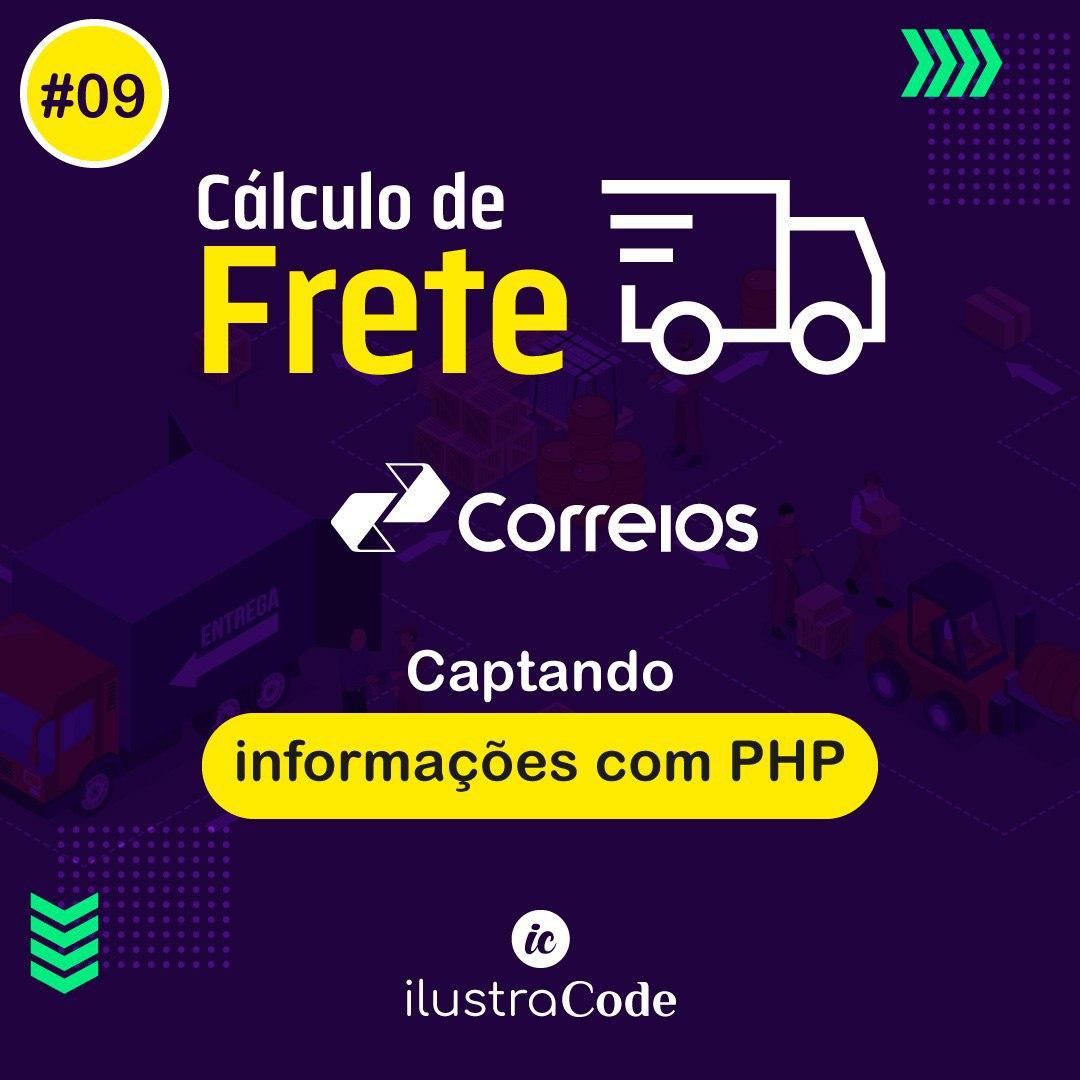 #09
Cálculo de
Frete
Correios
ENTREGA
Captando
informações com PHP
ic
ilustraCode